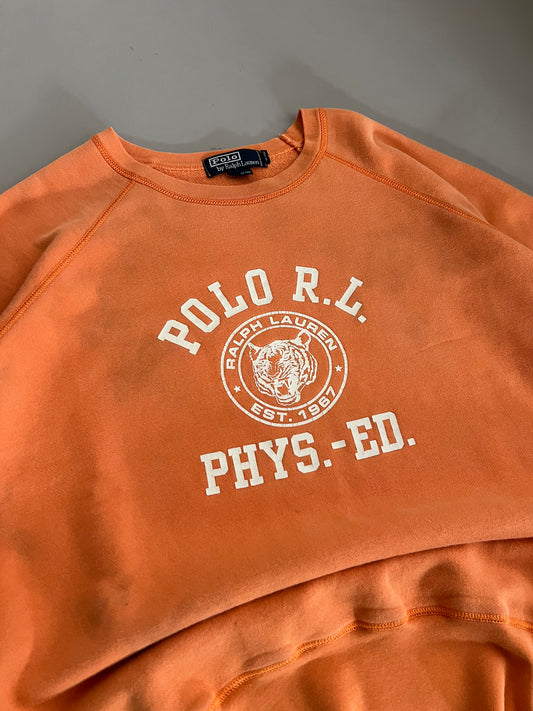 Polo
by Ralph Lauren
POLO R.L.
RALPH LAUREN
EST. 1967
PHYS.-ED.